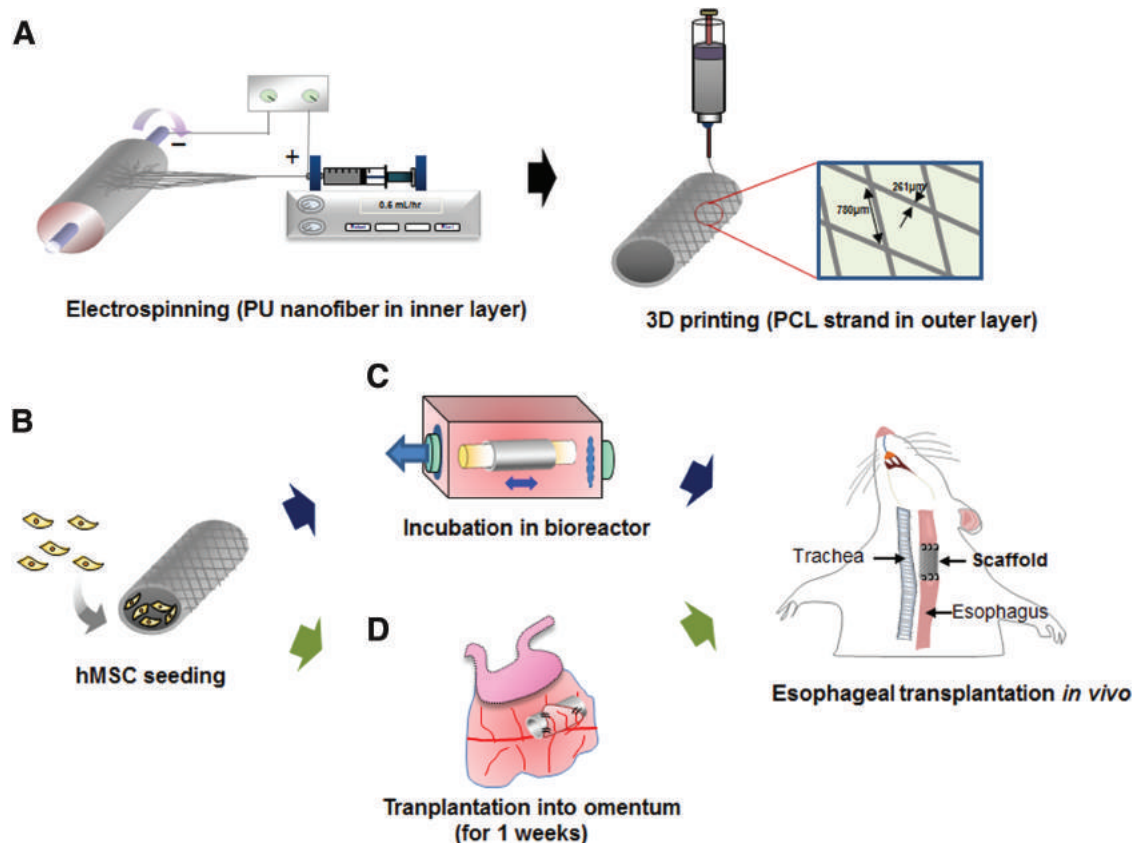 A
−
+
0.6 mL/hr
Electrospinning (PU nanofiber in inner layer)
261μm
780μm
3D printing (PCL strand in outer layer)
B
hMSC seeding
C
Incubation in bioreactor
D
Tranplantation into omentum
(for 1 weeks)
Trachea
Scaffold
Esophagus
Esophageal transplantation in vivo